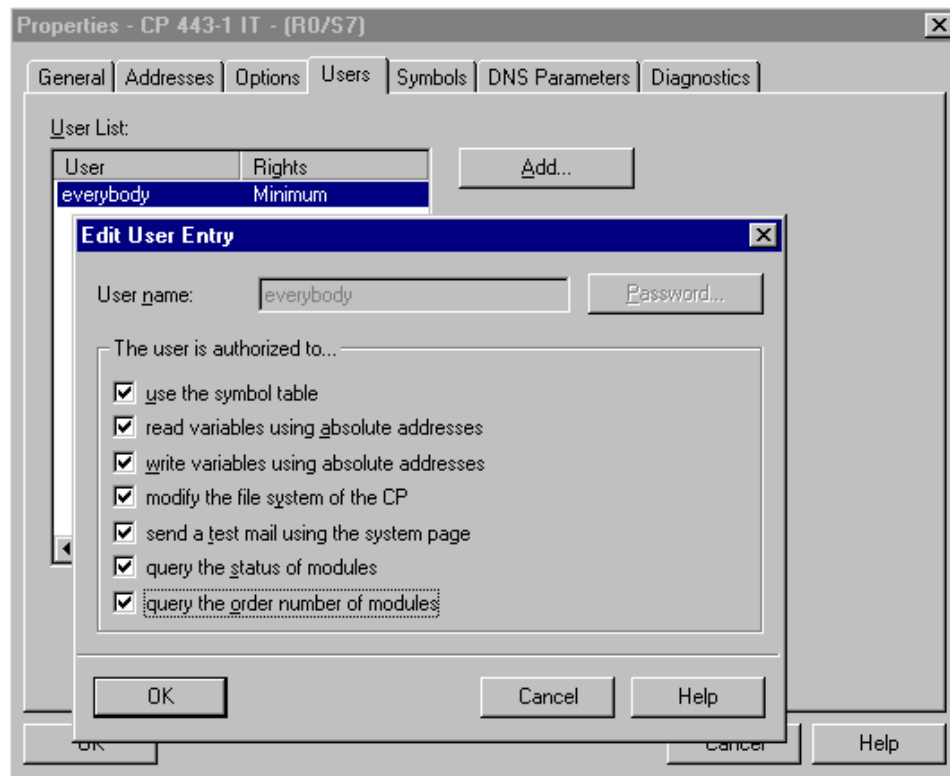 Properties - CP 443-1 IT - (R0/S7)
General Addresses Options Users Symbols DNS Parameters Diagnostics
User List:
User Rights
everybody Minimum
Add...
Edit User Entry
User name: everybody Password...
The user is authorized to...
use the symbol table
read variables using absolute addresses
write variables using absolute addresses
modify the file system of the CP
send a test mail using the system page
query the status of modules
query the order number of modules
OK Cancel Help
OK Cancel Help